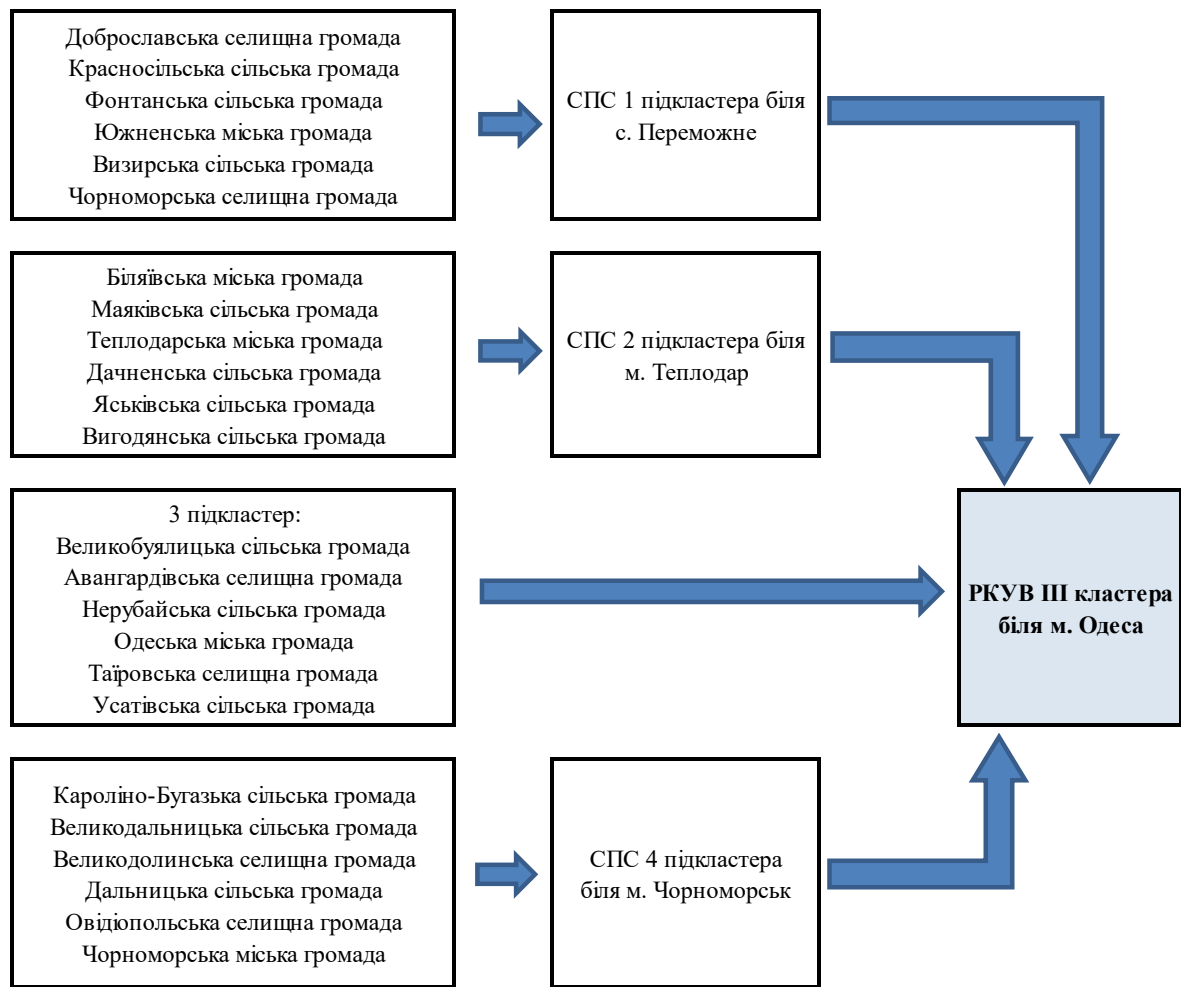 Доброславська селищна громада
Красносільська сільська громада
Фонтанська сільська громада
Южненська міська громада
Визирська сільська громада
Чорноморська селищна громада
СПС 1 підкластера біля
с. Переможне
Біляївська міська громада
Маяківська сільська громада
Теплодарська міська громада
Дачненська сільська громада
Яськівська сільська громада
Вигодянська сільська громада
СПС 2 підкластера біля
м. Теплодар
3 підкластер:
Великобуялицька сільська громада
Авангардівська селищна громада
Нерубайська сільська громада
Одеська міська громада
Таїровська селищна громада
Усатівська сільська громада
РКУВ ІІІ кластера
біля м. Одеса
Кароліно-Бугазька сільська громада
Великодальницька сільська громада
Великодолинська селищна громада
Дальницька сільська громада
Овідіопольська селищна громада
Чорноморська міська громада
СПС 4 підкластера
біля м. Чорноморськ